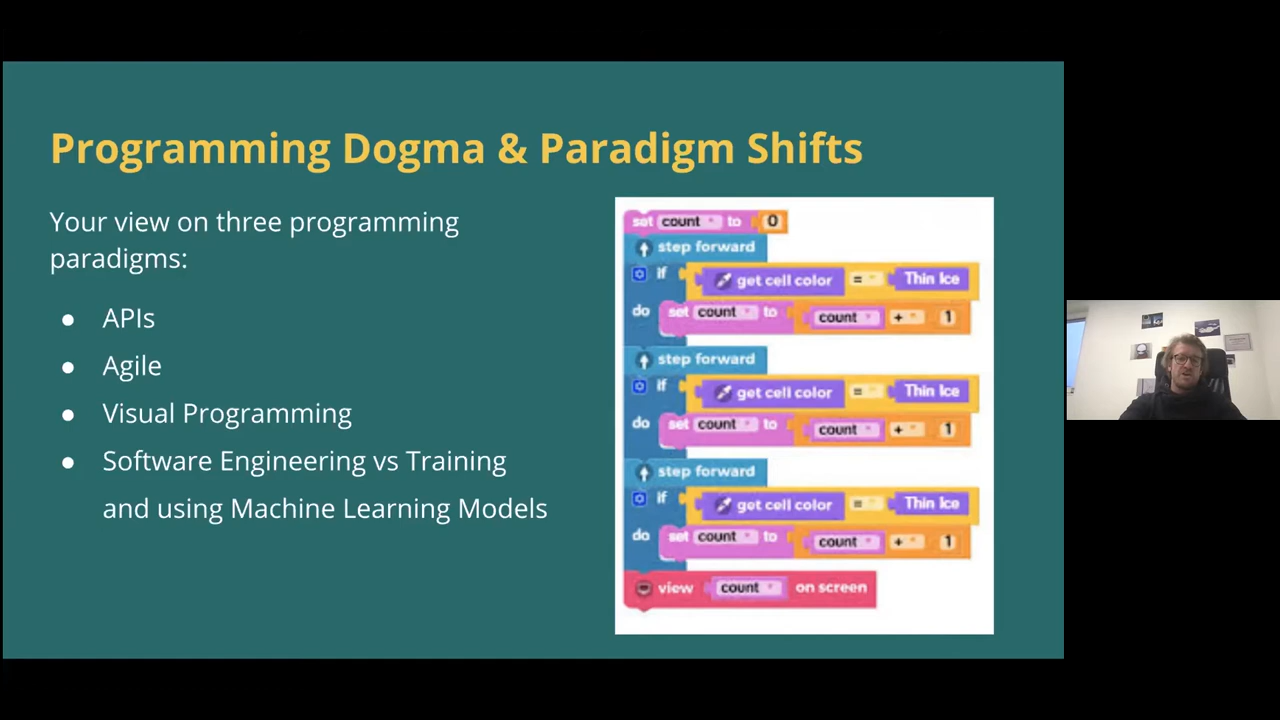 Programming Dogma & Paradigm Shifts
Your view on three programming
paradigms:
● APIs
● Agile
● Visual Programming
● Software Engineering vs Training
and using Machine Learning Models
set count to 0
step forward
if get cell color = Thin Ice
do set count to count + 1
step forward
if get cell color = Thin Ice
do set count to count + 1
step forward
if get cell color = Thin Ice
do set count to count + 1
view count on screen